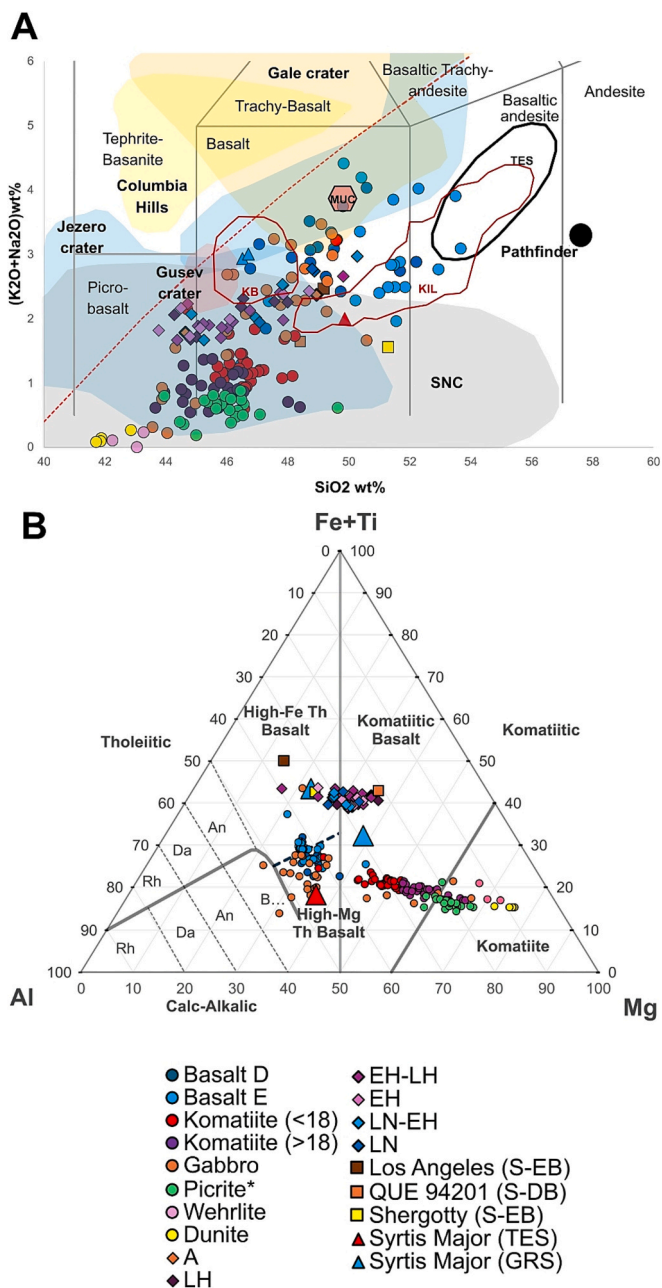 A
Gale crater
Basaltic Trachy-
andesite
Trachy-Basalt
Basaltic
andesite
Andesite
Tephrite-
Basanite
Basalt
TES
Columbia
Hills
MUC
Jezero
crater
Gusev
crater
Pathfinder
Picro-
basalt
KB
KIL
SNC
(K2O+Na2O)wt%
6
5
4
3
2
1
0
40 42 44 46 48 50 52 54 56 58 60
SiO2 wt%
B
Fe+Ti
0 100
10 90
20 80
30 70
High-Fe Th
Basalt
Komatiitic
Basalt
40 60
Tholeiitic
Komatiitic
50 50
60 40
An
70 30
Da
80 20
Rh
B...
An
High-Mg
Th Basalt
90 10
Da
Komatiite
Rh
100 0
0 10 20 30 40 50 60 70 80 90 100
Al
Calc-Alkalic
Mg
Basalt D
Basalt E
Komatiite (<18)
Komatiite (>18)
Gabbro
Picrite*
Wehrlite
Dunite
A
LH
EH-LH
EH
LN-EH
LN
Los Angeles (S-EB)
QUE 94201 (S-DB)
Shergotty (S-EB)
Syrtis Major (TES)
Syrtis Major (GRS)